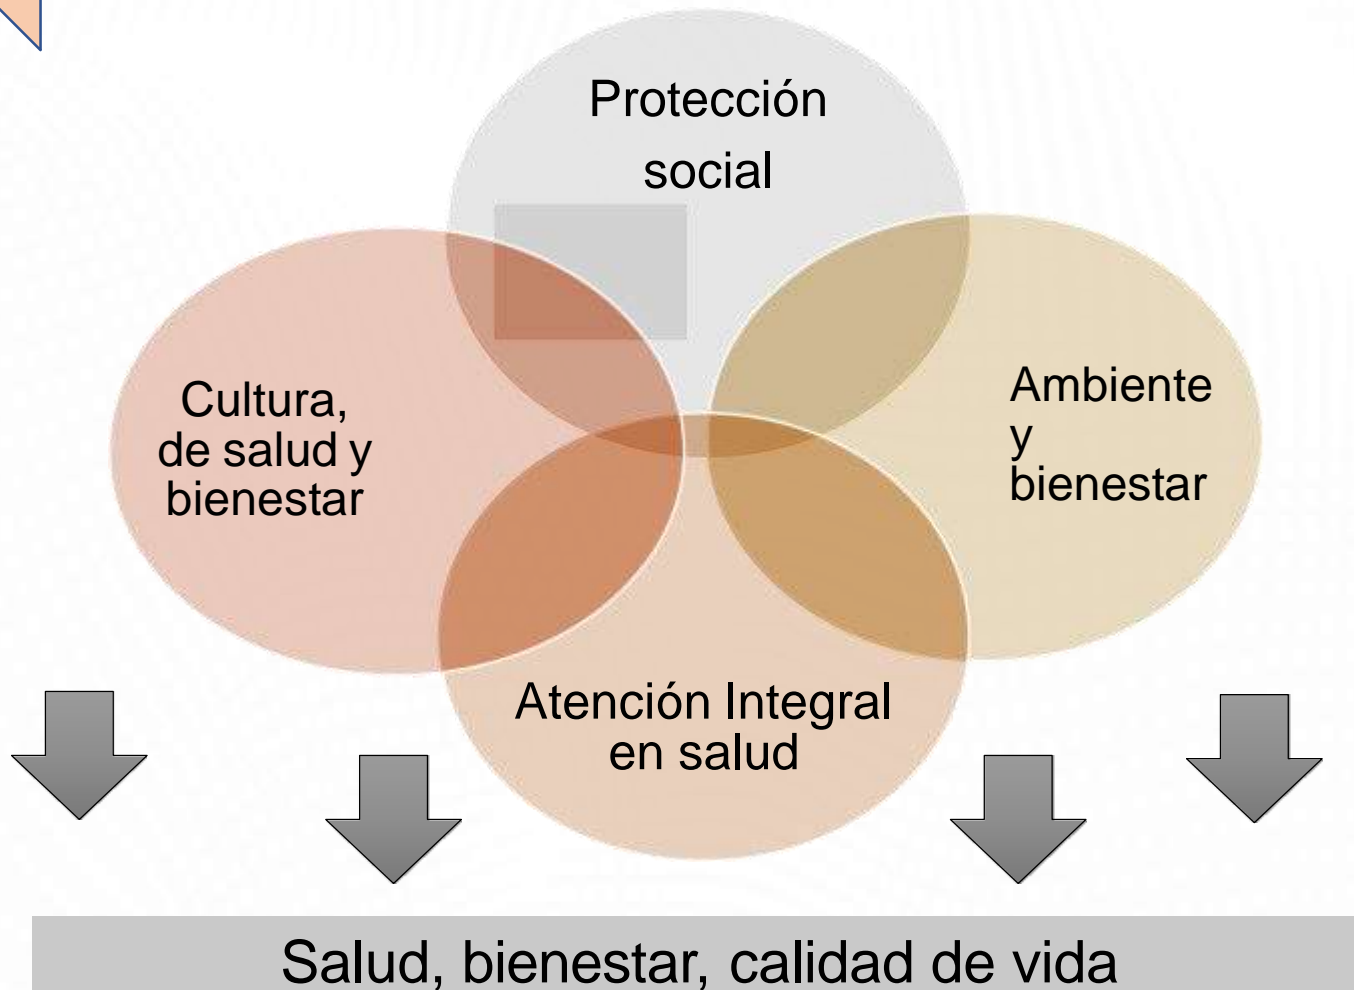 Protección
social
Cultura,
de salud y
bienestar
Ambiente
y
bienestar
Atención Integral
en salud
Salud, bienestar, calidad de vida